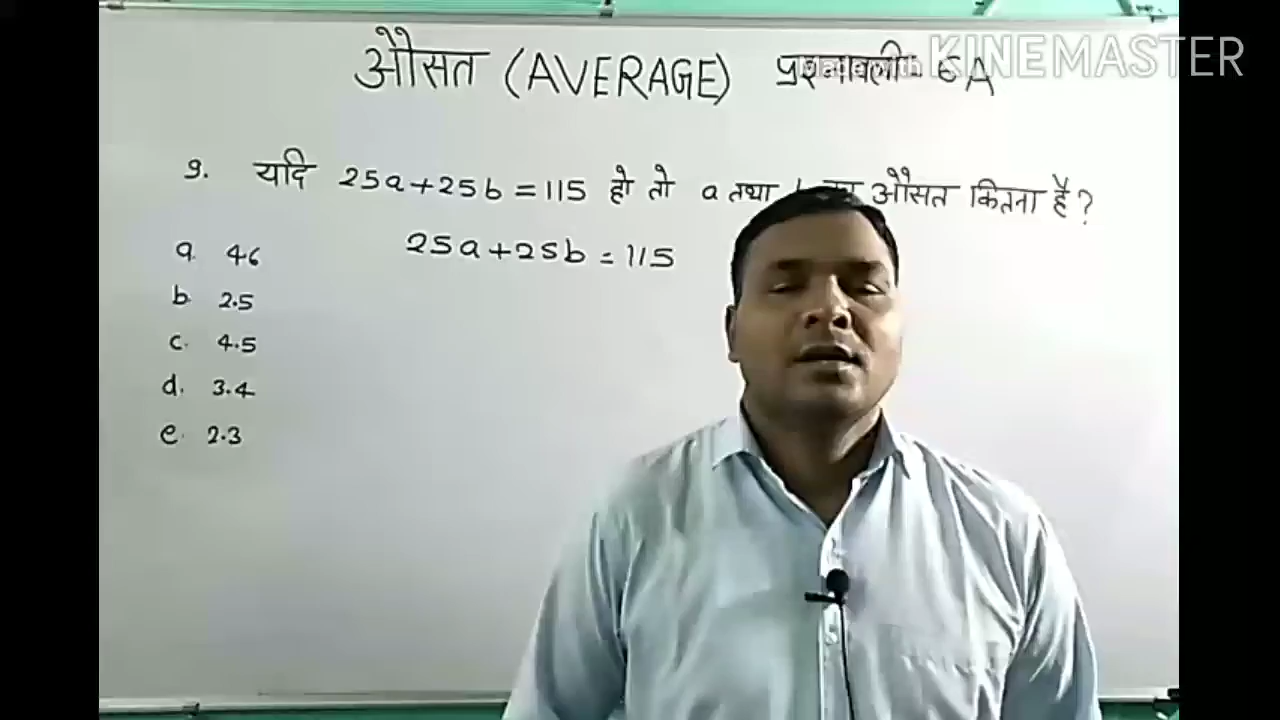 औसत (AVERAGE) प्रश्नावली- 6A
KINEMASTER
9. यदि 25a+25b=115 हो तो a तथा औसत कितना है?
25a+25b=115
a. 4.6
b. 2.5
c. 4.5
d. 3.4
e. 2.3